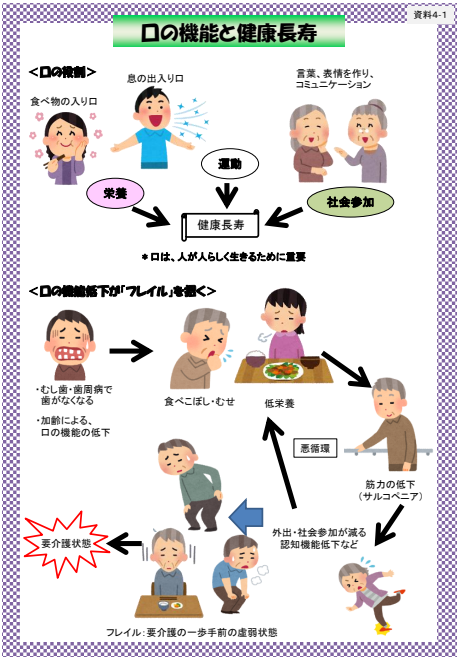 資料4-1
口の機能と健康長寿
＜口の役割＞
息の出入り口
言葉、表情を作り、
コミュニケーション
食べ物の入り口
運動
栄養
社会参加
健康長寿
＊口は、人が人らしく生きるために重要
＜口の機能低下が「フレイル」を招く＞
・むし歯・歯周病で
歯がなくなる
・加齢による、
口の機能の低下
食べこぼし・むせ
低栄養
悪循環
筋力の低下
（サルコペニア）
外出・社会参加が減る
認知機能低下など
要介護状態
フレイル：要介護の一歩手前の虚弱状態